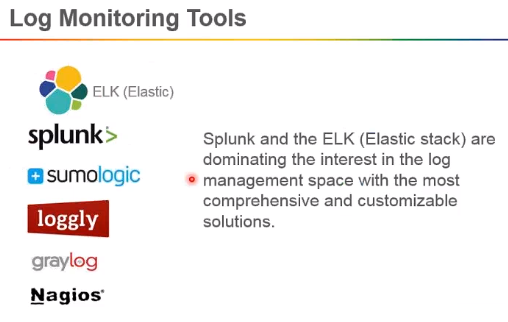 Log Monitoring Tools
ELK (Elastic)
splunk>
sumologic
loggly
graylog
Nagios®
Splunk and the ELK (Elastic stack) are
dominating the interest in the log
management space with the most
comprehensive and customizable
solutions.